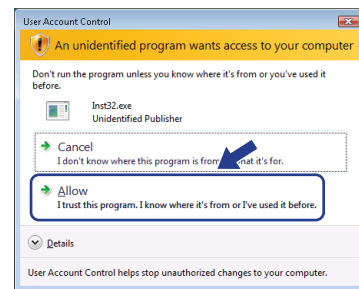 User Account Control
An unidentified program wants access to your computer
Don't run the program unless you know where it's from or you've used it
before.
Inst32.exe
Unidentified Publisher
Cancel
I don't know where this program is from what it's for.
Allow
I trust this program. I know where it's from or I've used it before.
Details
User Account Control helps stop unauthorized changes to your computer.